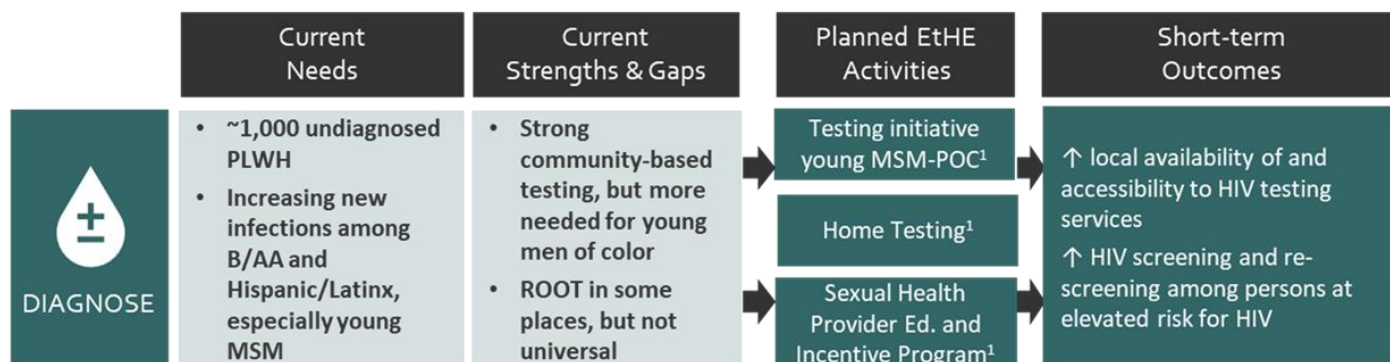 Current
Needs
Current
Strengths & Gaps
Planned EtHE
Activities
Short-term
Outcomes
±
DIAGNOSE
• ~1,000 undiagnosed
PLWH
• Increasing new
infections among
B/AA and
Hispanic/Latinx,
especially young
MSM
• Strong
community-based
testing, but more
needed for young
men of color
• ROOT in some
places, but not
universal
Testing initiative
young MSM-POC¹
Home Testing¹
Sexual Health
Provider Ed. and
Incentive Program¹
↑ local availability of and
accessibility to HIV testing
services
↑ HIV screening and re-
screening among persons at
elevated risk for HIV